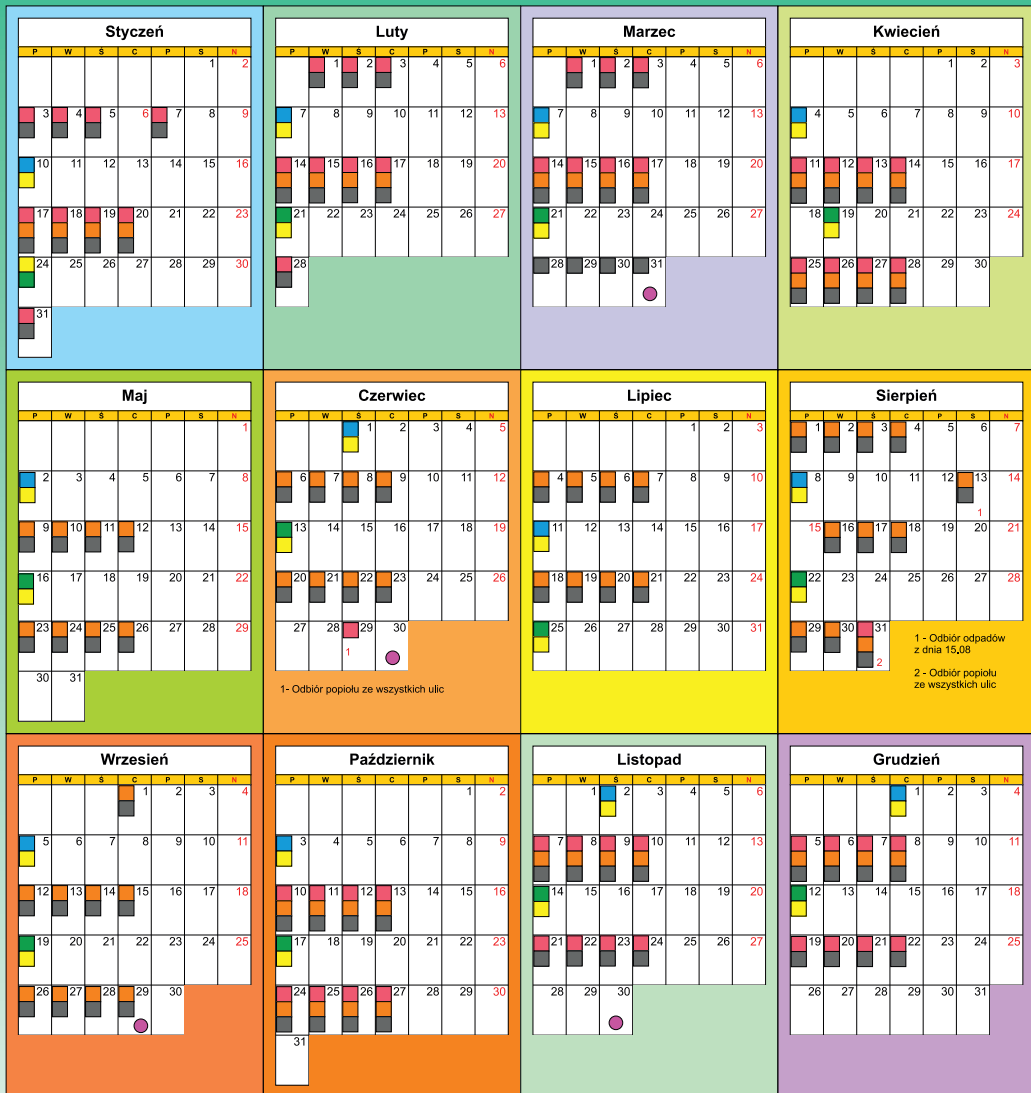 Styczeń
P W Ś C P S N
1 2
3 4 5 6 7 8 9
10 11 12 13 14 15 16
17 18 19 20 21 22 23
24 25 26 27 28 29 30
31
Luty
P W Ś C P S N
1 2 3 4 5 6
7 8 9 10 11 12 13
14 15 16 17 18 19 20
21 22 23 24 25 26 27
28
Marzec
P W Ś C P S N
1 2 3 4 5 6
7 8 9 10 11 12 13
14 15 16 17 18 19 20
21 22 23 24 25 26 27
28 29 30 31
Kwiecień
P W Ś C P S N
1 2 3
4 5 6 7 8 9 10
11 12 13 14 15 16 17
18 19 20 21 22 23 24
25 26 27 28 29 30
Maj
P W Ś C P S N
1
2 3 4 5 6 7 8
9 10 11 12 13 14 15
16 17 18 19 20 21 22
23 24 25 26 27 28 29
30 31
Czerwiec
P W Ś C P S N
1 2 3 4 5
6 7 8 9 10 11 12
13 14 15 16 17 18 19
20 21 22 23 24 25 26
27 28 29 30
1
1- Odbiór popiołu ze wszystkich ulic
Lipiec
P W Ś C P S N
1 2 3
4 5 6 7 8 9 10
11 12 13 14 15 16 17
18 19 20 21 22 23 24
25 26 27 28 29 30 31
Sierpień
P W Ś C P S N
1 2 3 4 5 6 7
8 9 10 11 12 13 14
1
15 16 17 18 19 20 21
22 23 24 25 26 27 28
29 30 31
2
1 - Odbiór odpadów
z dnia 15.08
2 - Odbiór popiołu
ze wszystkich ulic
Wrzesień
P W Ś C P S N
1 2 3 4
5 6 7 8 9 10 11
12 13 14 15 16 17 18
19 20 21 22 23 24 25
26 27 28 29 30
Październik
P W Ś C P S N
1 2
3 4 5 6 7 8 9
10 11 12 13 14 15 16
17 18 19 20 21 22 23
24 25 26 27 28 29 30
31
Listopad
P W Ś C P S N
1 2 3 4 5 6
7 8 9 10 11 12 13
14 15 16 17 18 19 20
21 22 23 24 25 26 27
28 29 30
Grudzień
P W Ś C P S N
1 2 3 4
5 6 7 8 9 10 11
12 13 14 15 16 17 18
19 20 21 22 23 24 25
26 27 28 29 30 31